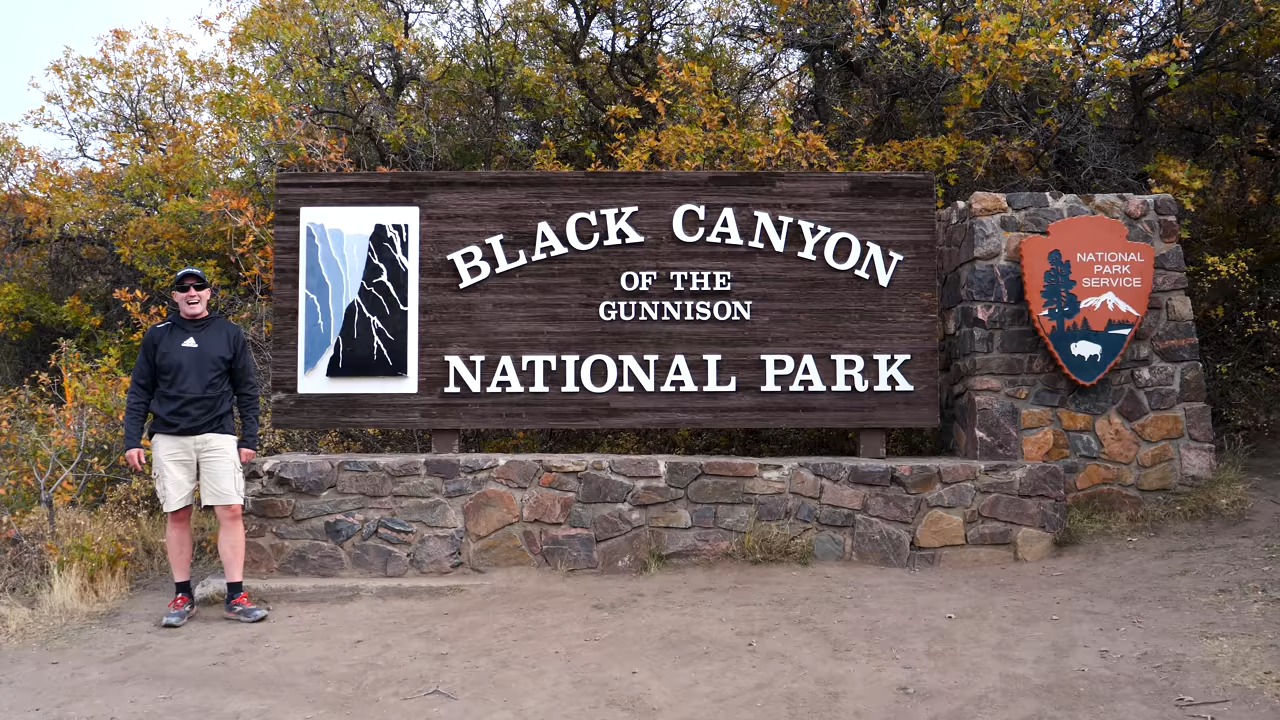 BLACK CANYON
OF THE
GUNNISON
NATIONAL PARK
NATIONAL
PARK
SERVICE